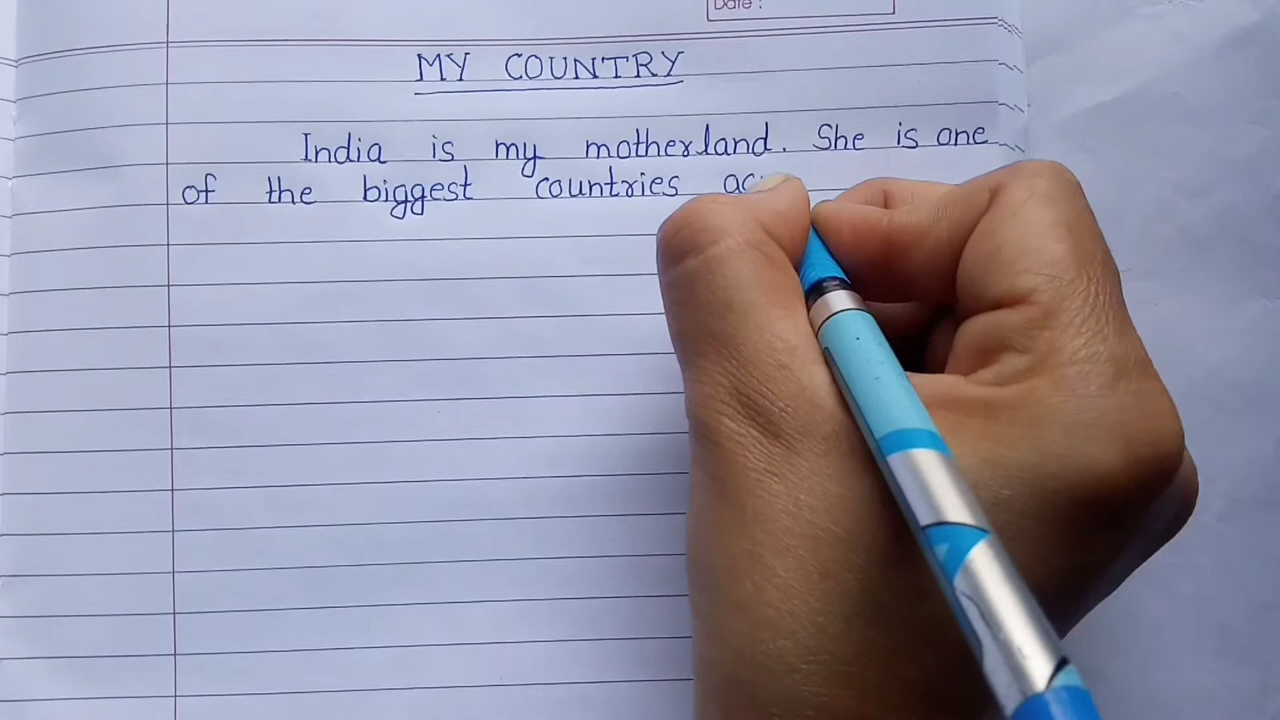 Date :
MY COUNTRY
India is my motherland. She is one
of the biggest countries